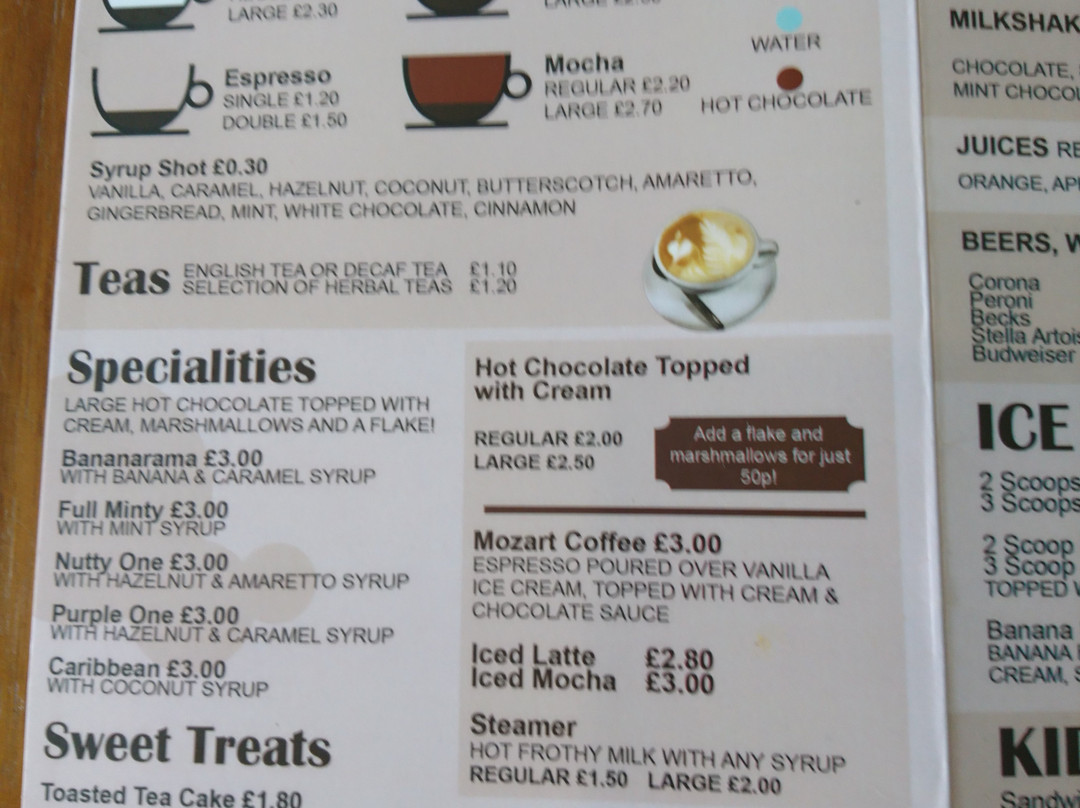 LARGE £2.30
WATER
Espresso
SINGLE £1.20
DOUBLE £1.50
Mocha
REGULAR £2.20
LARGE £2.70
HOT CHOCOLATE
Syrup Shot £0.30
VANILLA, CARAMEL, HAZELNUT, COCONUT, BUTTERSCOTCH, AMARETTO,
GINGERBREAD, MINT, WHITE CHOCOLATE, CINNAMON
Teas
ENGLISH TEA OR DECAF TEA £1.10
SELECTION OF HERBAL TEAS £1.20
Specialities
LARGE HOT CHOCOLATE TOPPED WITH
CREAM, MARSHMALLOWS AND A FLAKE!
Bananarama £3.00
WITH BANANA & CARAMEL SYRUP
Full Minty £3.00
WITH MINT SYRUP
Nutty One £3.00
WITH HAZELNUT & AMARETTO SYRUP
Purple One £3.00
WITH HAZELNUT & CARAMEL SYRUP
Caribbean £3.00
WITH COCONUT SYRUP
Sweet Treats
Toasted Tea Cake £1.80
Hot Chocolate Topped
with Cream
REGULAR £2.00
LARGE £2.50
Add a flake and
marshmallows for just
50p!
Mozart Coffee £3.00
ESPRESSO POURED OVER VANILLA
ICE CREAM, TOPPED WITH CREAM &
CHOCOLATE SAUCE
Iced Latte £2.80
Iced Mocha £3.00
Steamer
HOT FROTHY MILK WITH ANY SYRUP
REGULAR £1.50 LARGE £2.00
MILKSHAK
CHOCOLATE,
MINT CHOCOL
JUICES RE
ORANGE, AP
BEERS, W
Corona
Peroni
Becks
Stella Artois
Budweiser
ICE
2 Scoops
3 Scoops
2 Scoop
3 Scoop
TOPPED W
Banana
BANANA
CREAM, S
KI
Sandwi